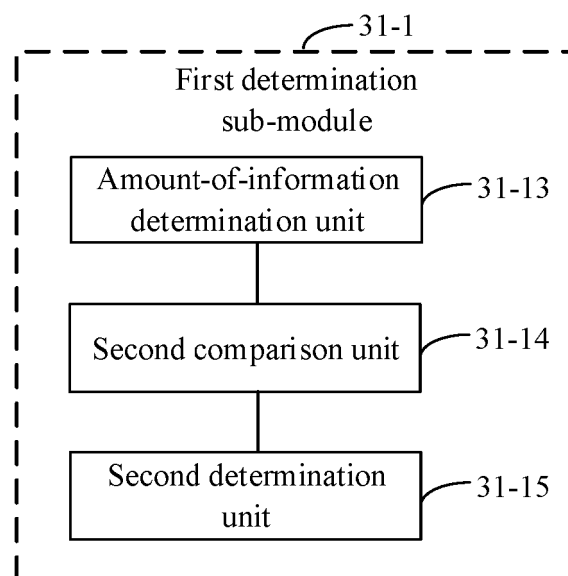 31-1
First determination
sub-module
Amount-of-information
determination unit
31-13
Second comparison unit
31-14
Second determination
unit
31-15